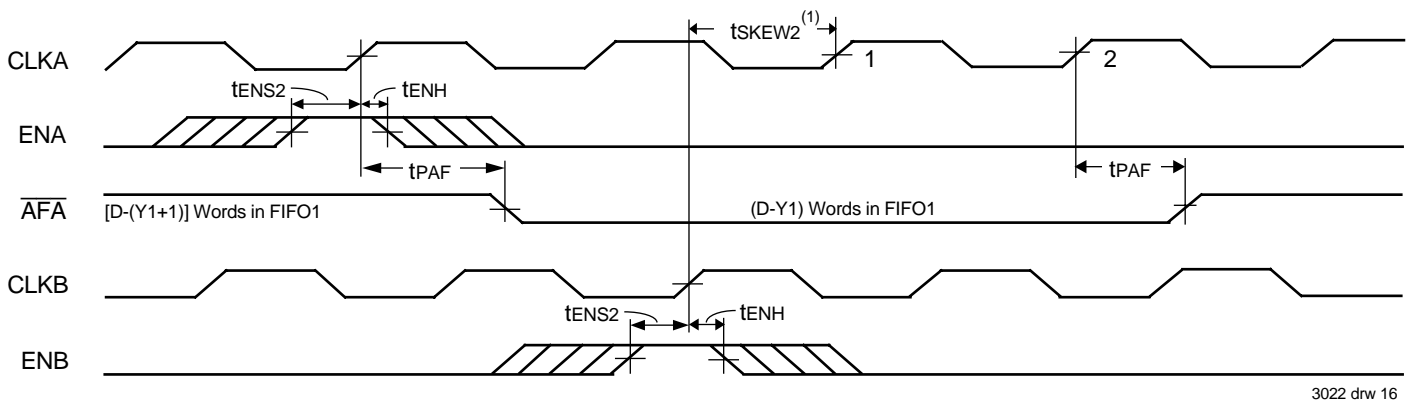 tSKEW2(1)
CLKA
1
2
tENS2
tENH
ENA
tPAF
tPAF
AFA
[D-(Y1+1)] Words in FIFO1
(D-Y1) Words in FIFO1
CLKB
tENS2
tENH
ENB
3022 drw 16